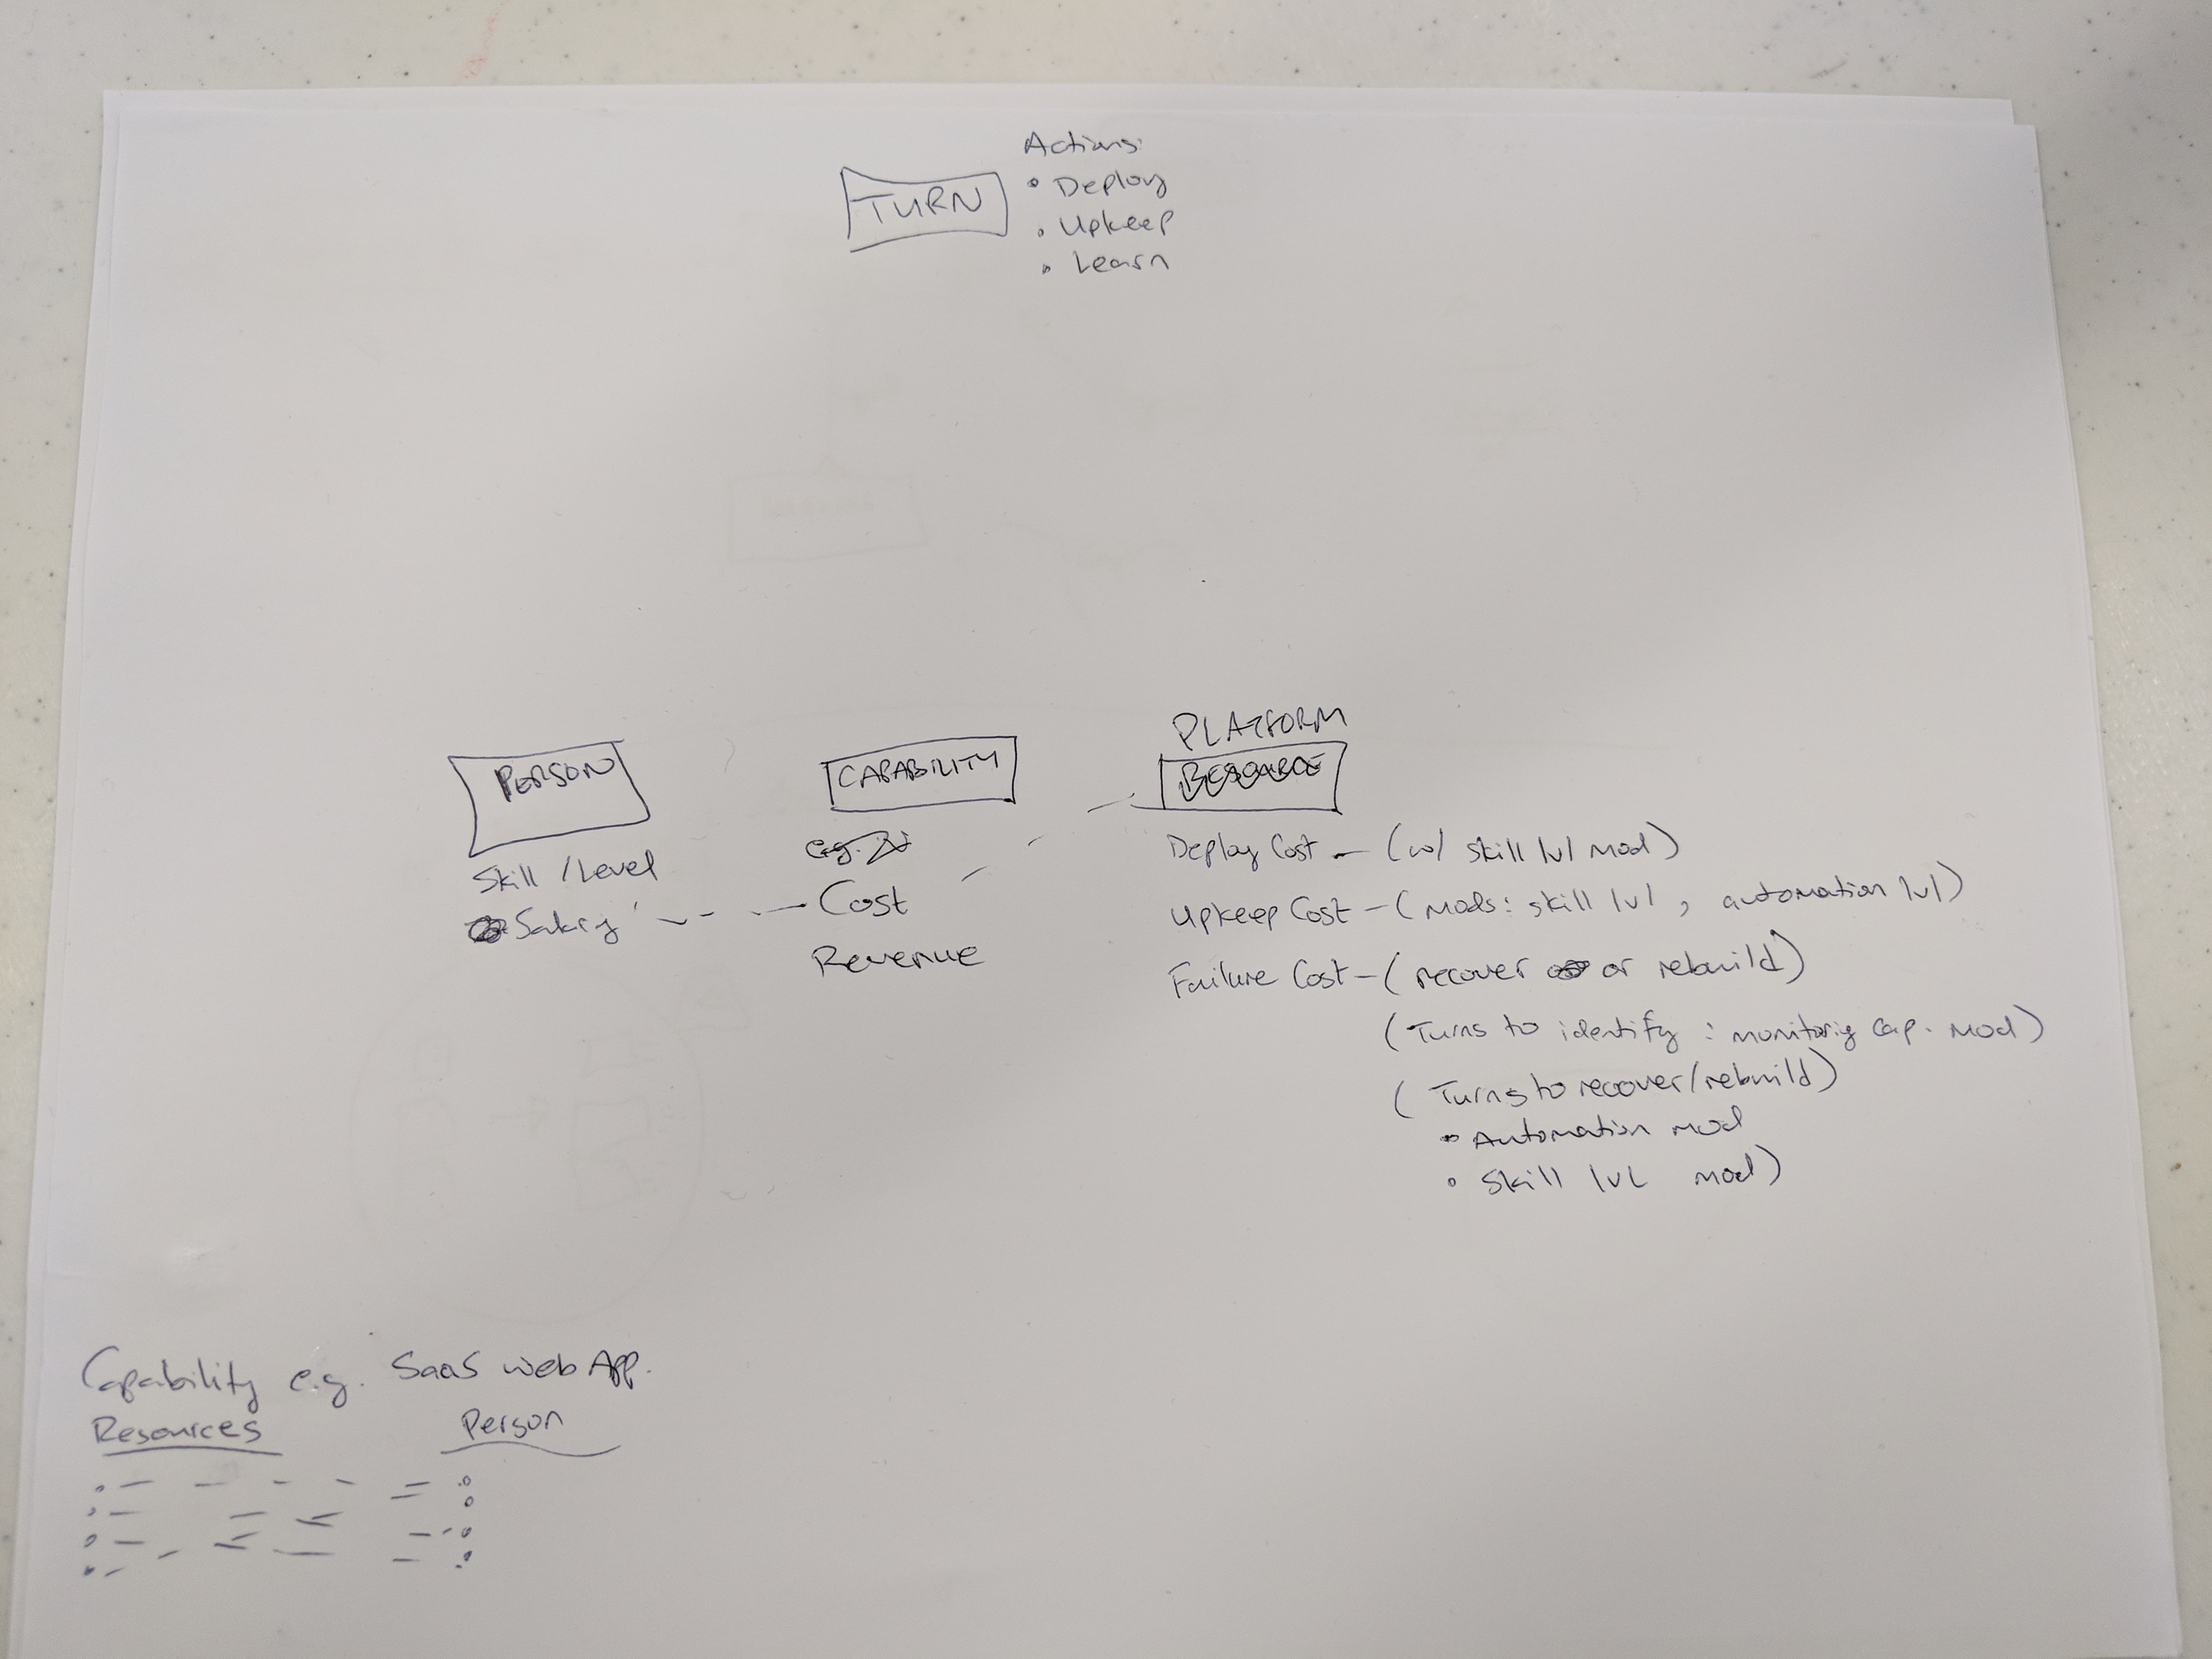 Actions:
TURN
• Deploy
• Upkeep
• Learn
PERSON
Skill / Level
Salary
CAPABILITY
e.g.
Cost
Revenue
PLATFORM
RESOURCE
Deploy Cost - (w/ skill lvl mod)
Upkeep Cost - (mods: skill lvl, automation lvl)
Failure Cost - (recover or rebuild)
(Turns to identify : monitoring cap. mod)
(Turns to recover/rebuild)
• Automation mod
• Skill lvl mod)
Capability e.g. SaaS web App.
Resources Person